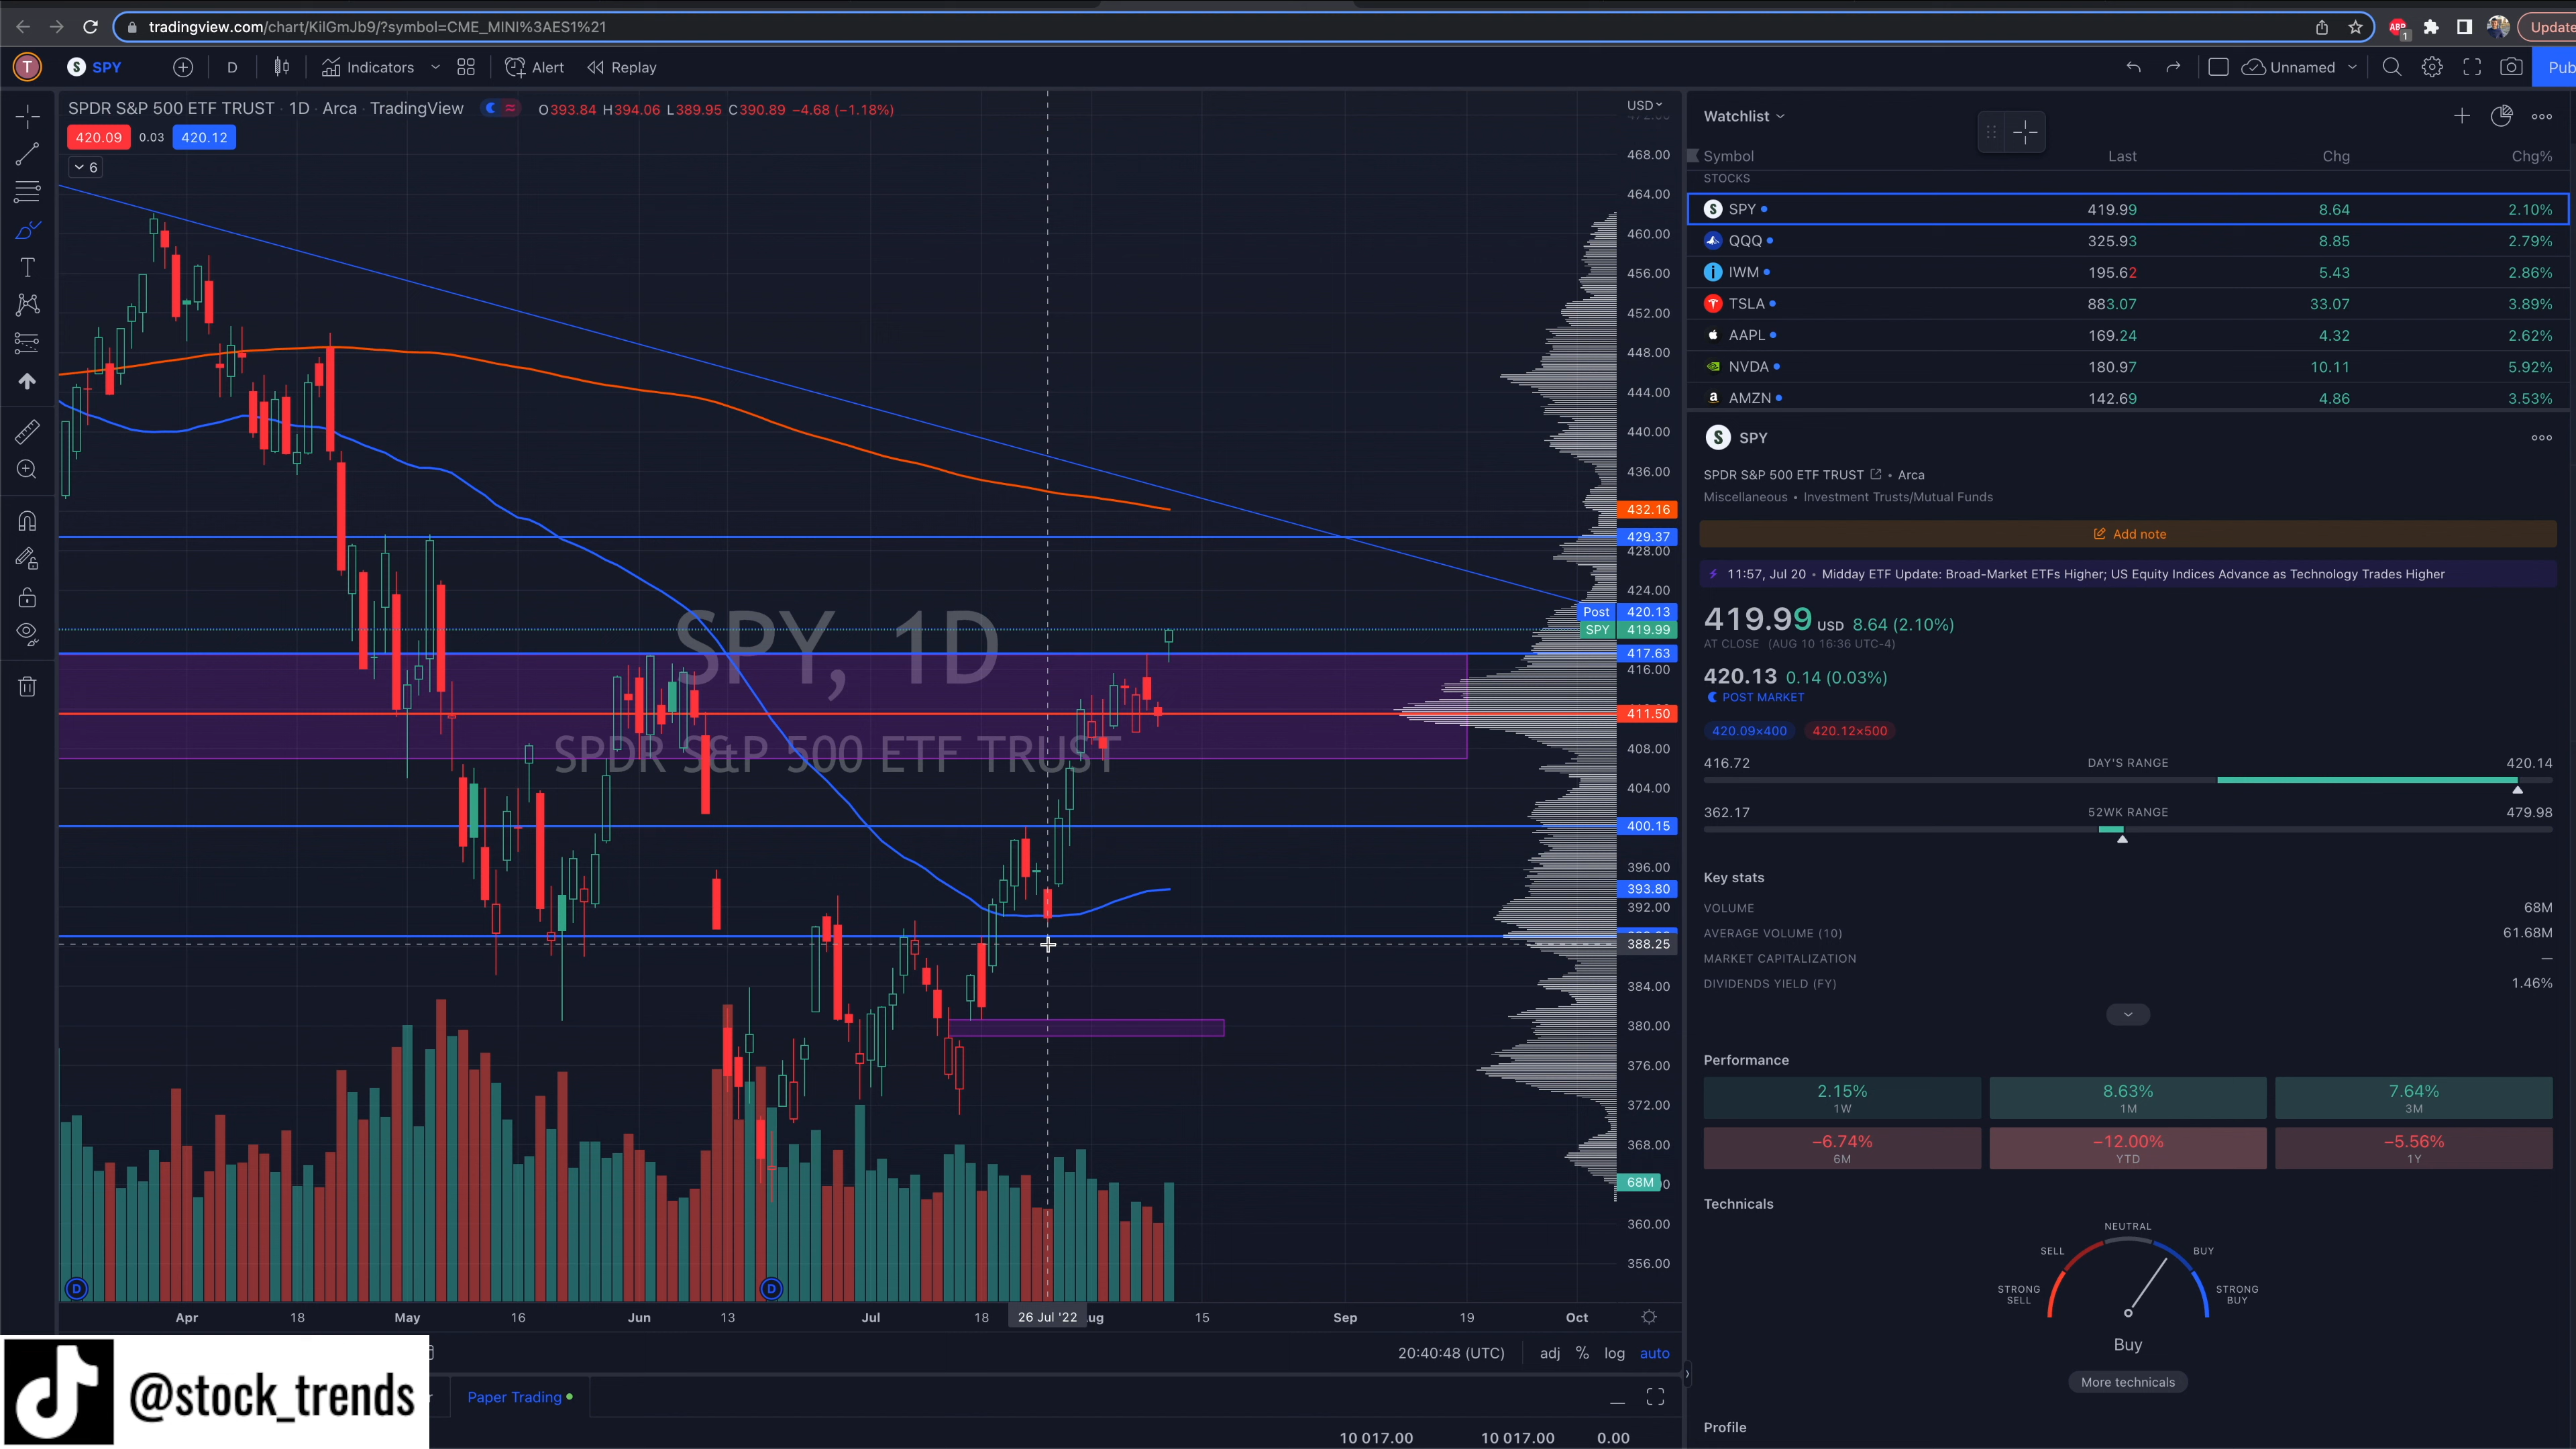 tradingview.com/chart/KilGmJb9/?symbol=CME_MINI%3AES1%21
ABP 1
Update
T S SPY D Indicators Alert Replay Unnamed Pub
SPDR S&P 500 ETF TRUST · 1D · Arca · TradingView O393.84 H394.06 L389.95 C390.89 −4.68 (−1.18%)
420.09 0.03 420.12
6
USD
468.00
464.00
460.00
456.00
452.00
448.00
444.00
440.00
436.00
432.16
429.37
428.00
424.00
Post 420.13
SPY 419.99
417.63
416.00
411.50
408.00
404.00
400.15
396.00
393.80
392.00
388.25
384.00
380.00
376.00
372.00
368.00
68M
360.00
356.00
SPY, 1D
SPDR S&P 500 ETF TRUST
D D
Apr 18 May 16 Jun 13 Jul 18 26 Jul '22 ug 15 Sep 19 Oct
20:40:48 (UTC) adj % log auto
Paper Trading
10 017.00 10 017.00 0.00
@stock_trends
Watchlist
Symbol Last Chg Chg%
STOCKS
S SPY 419.99 8.64 2.10%
QQQ 325.93 8.85 2.79%
i IWM 195.62 5.43 2.86%
TSLA 883.07 33.07 3.89%
AAPL 169.24 4.32 2.62%
NVDA 180.97 10.11 5.92%
a AMZN 142.69 4.86 3.53%
S SPY
SPDR S&P 500 ETF TRUST • Arca
Miscellaneous • Investment Trusts/Mutual Funds
Add note
11:57, Jul 20 • Midday ETF Update: Broad-Market ETFs Higher; US Equity Indices Advance as Technology Trades Higher
419.99 USD 8.64 (2.10%)
AT CLOSE (AUG 10 16:36 UTC-4)
420.13 0.14 (0.03%)
POST MARKET
420.09×400 420.12×500
416.72 DAY'S RANGE 420.14
362.17 52WK RANGE 479.98
Key stats
VOLUME 68M
AVERAGE VOLUME (10) 61.68M
MARKET CAPITALIZATION —
DIVIDENDS YIELD (FY) 1.46%
Performance
2.15% 8.63% 7.64%
1W 1M 3M
−6.74% −12.00% −5.56%
6M YTD 1Y
Technicals
NEUTRAL
SELL BUY
STRONG SELL STRONG BUY
Buy
More technicals
Profile